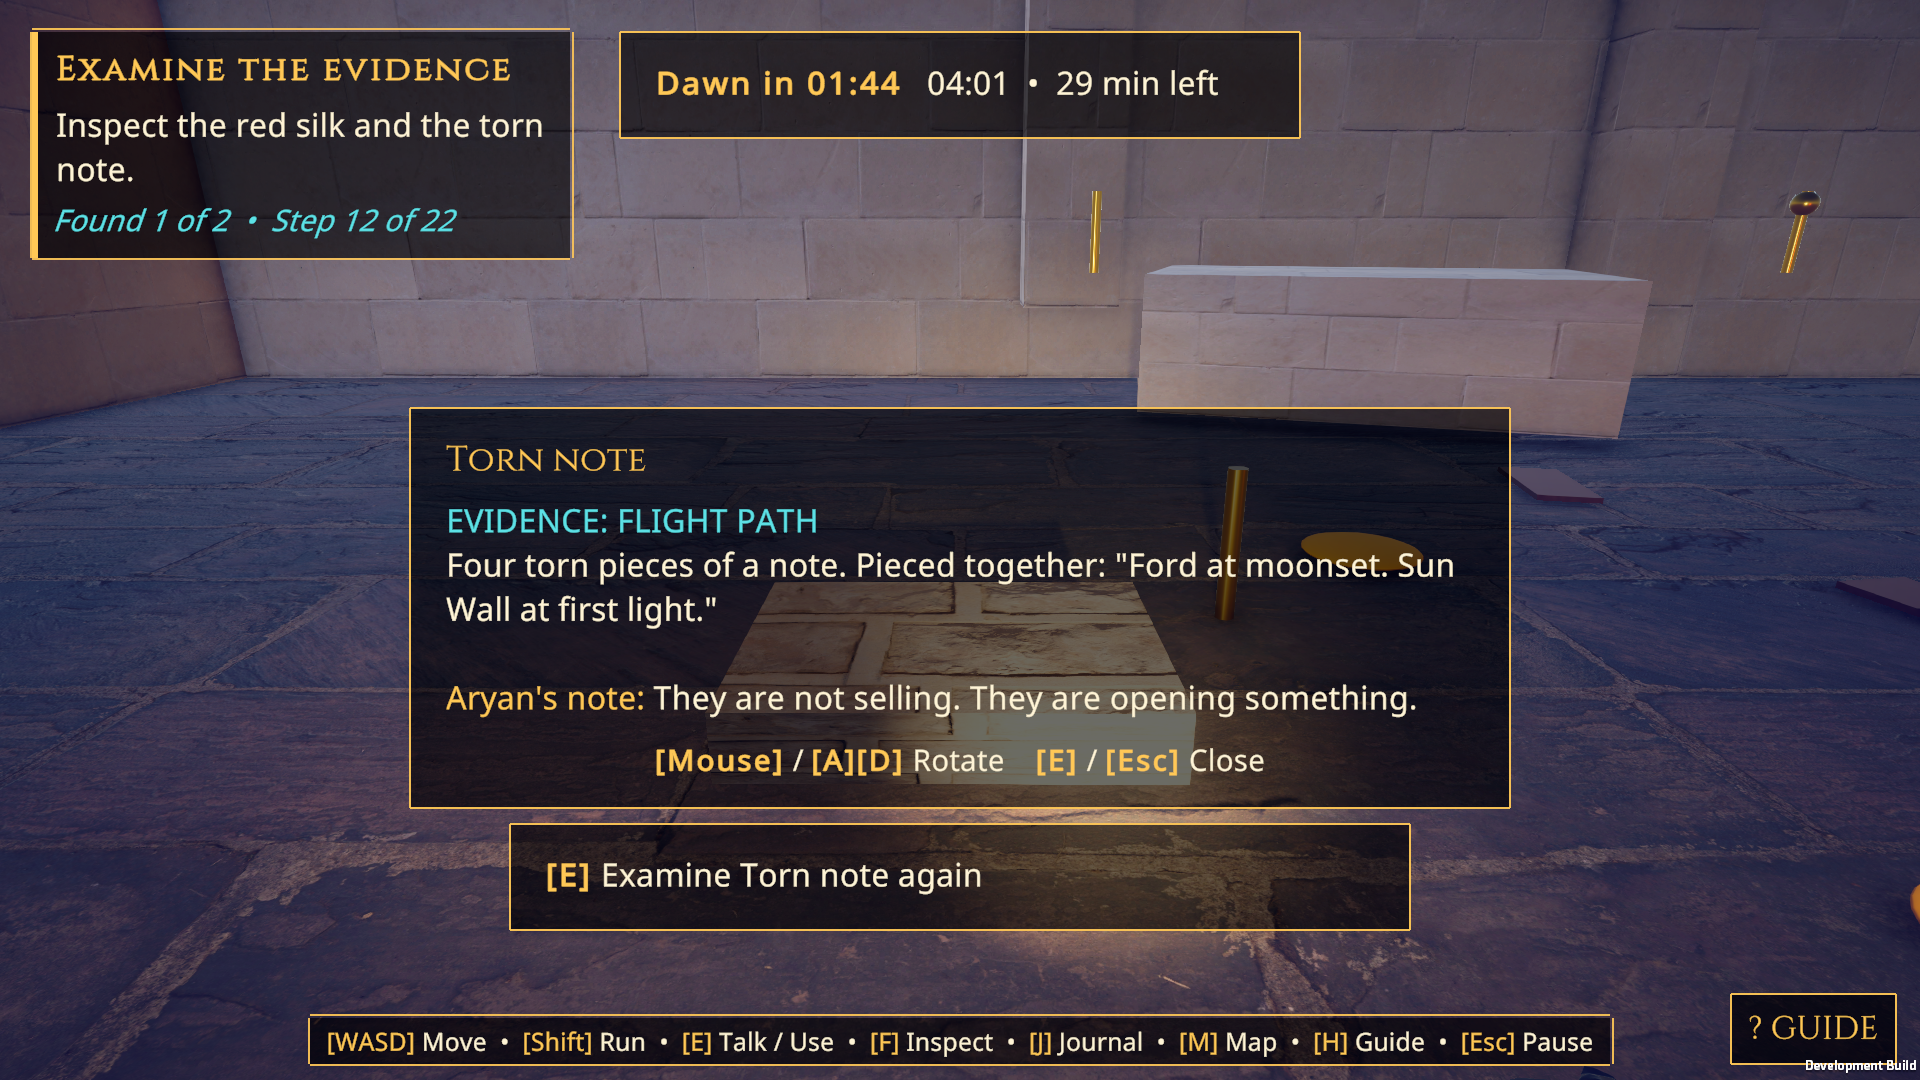 EXAMINE THE EVIDENCE
Inspect the red silk and the torn
note.
Found 1 of 2 • Step 12 of 22
Dawn in 01:44 04:01 • 29 min left
TORN NOTE
EVIDENCE: FLIGHT PATH
Four torn pieces of a note. Pieced together: "Ford at moonset. Sun
Wall at first light."
Aryan's note: They are not selling. They are opening something.
[Mouse] / [A][D] Rotate [E] / [Esc] Close
[E] Examine Torn note again
[WASD] Move • [Shift] Run • [E] Talk / Use • [F] Inspect • [J] Journal • [M] Map • [H] Guide • [Esc] Pause
? GUIDE
Development Build